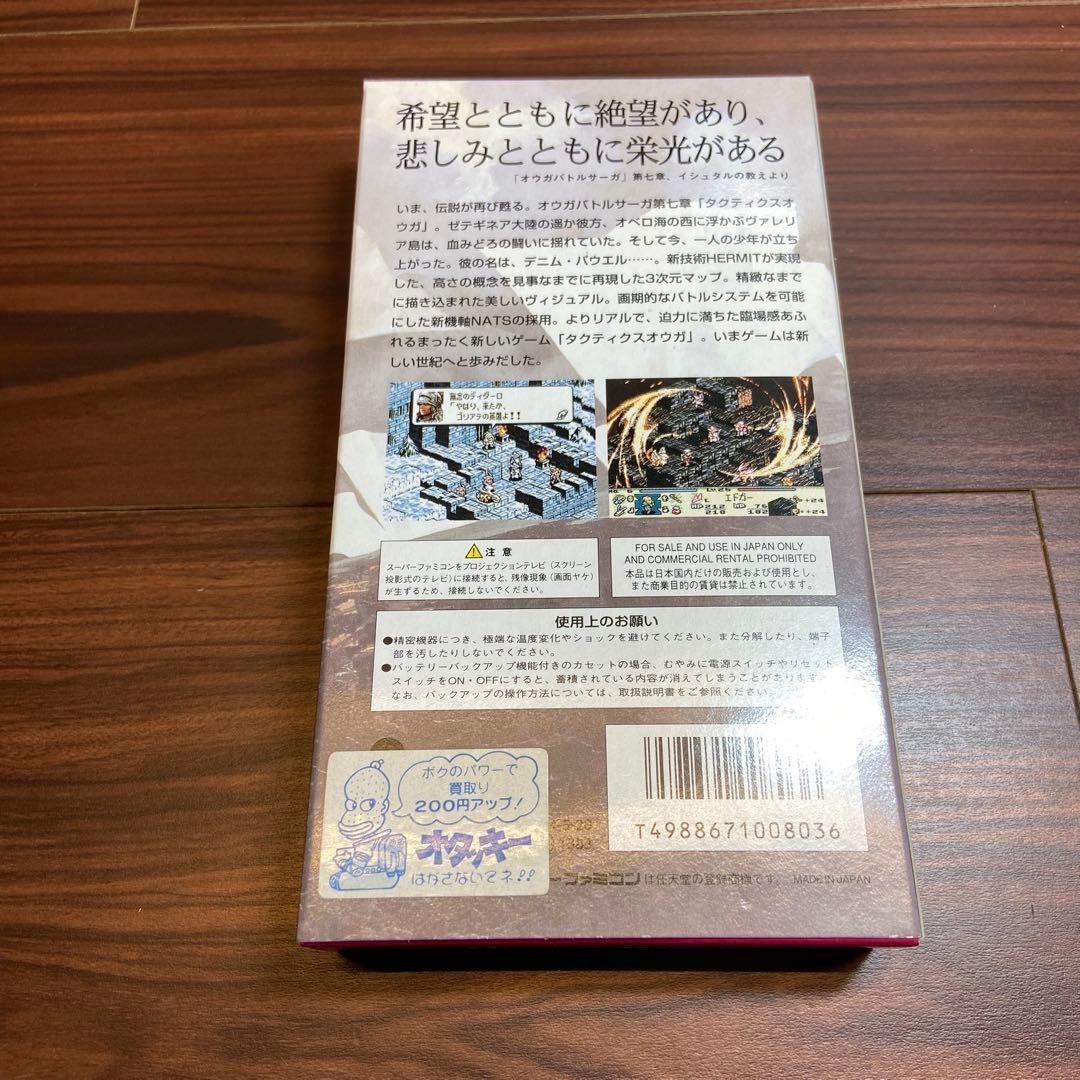 希望とともに絶望があり、
悲しみとともに栄光がある
「オウガバトルサーガ」第七章、イシュタルの教えより
いま、伝説が再び甦る。オウガバトルサーガ第七章「タクティクスオ
ウガ」。ゼテギネア大陸の遥か彼方、オベロ海の西に浮かぶヴァレリ
ア島は、血みどろの闘いに揺れていた。そして今、一人の少年が立ち
上がった。彼の名は、デニム・パウエル……。新技術HERMITが実現
した、高さの概念を見事なまでに再現した3次元マップ。精緻なまで
に描き込まれた美しいヴィジュアル。画期的なバトルシステムを可能
にした新機軸NATSの採用。よりリアルで、迫力に満ちた臨場感あふ
れるまったく新しいゲーム「タクティクスオウガ」。いまゲームは新
しい世紀へと歩みだした。
無念のディダーロ
「やはり、来たか、
ゴリアテの英雄よ！！
Lv.25
エドガー
+24
HP 212
218
MP 76
182
+24
注意
スーパーファミコンをプロジェクションテレビ（スクリーン
投影式のテレビ）に接続すると、残像現象（画面ヤケ）
が生ずるため、接続しないでください。
FOR SALE AND USE IN JAPAN ONLY
AND COMMERCIAL RENTAL PROHIBITED
本品は日本国内だけの販売および使用とし、
また商業目的の賃貸は禁止されています。
使用上のお願い
●精密機器につき、極端な温度変化やショックを避けてください。また分解したり、端子
部を汚したりしないでください。
●バッテリーバックアップ機能付きのカセットの場合、むやみに電源スイッチやリセット
スイッチをON・OFFにすると、蓄積されている内容が消えてしまうことがあります。
なお、バックアップの操作方法については、取扱説明書をご参照ください。
ボクのパワーで
買取り
200円アップ！
オタッキー
はがさないでネ！！
T4988671008036
ーファミコンは任天堂の登録商標です。 MADE IN JAPAN